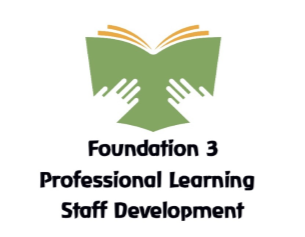 Foundation 3
Professional Learning
Staff Development